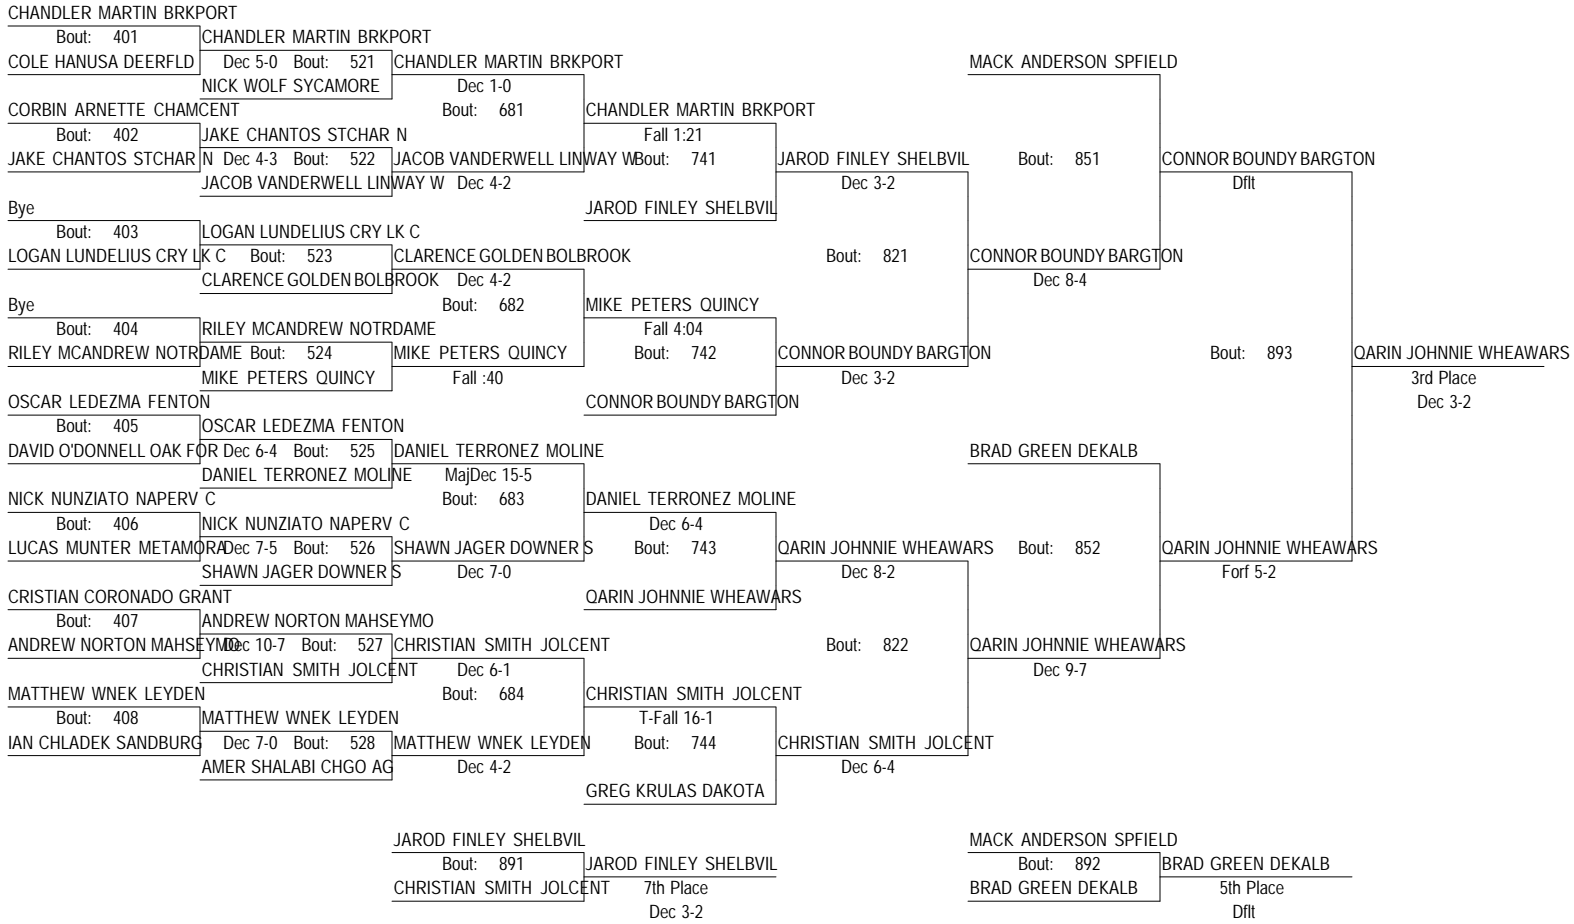 CHANDLER MARTIN BRKPORT
Bout: 401 CHANDLER MARTIN BRKPORT
COLE HANUSA DEERFLD Dec 5-0 Bout: 521 CHANDLER MARTIN BRKPORT MACK ANDERSON SPFIELD
NICK WOLF SYCAMORE Dec 1-0
CORBIN ARNETTE CHAMCENT Bout: 681 CHANDLER MARTIN BRKPORT
Bout: 402 JAKE CHANTOS STCHAR N Fall 1:21
JAKE CHANTOS STCHAR N Dec 4-3 Bout: 522 JACOB VANDERWELL LINWAY W Bout: 741 JAROD FINLEY SHELBVIL Bout: 851 CONNOR BOUNDY BARGTON
JACOB VANDERWELL LINWAY W Dec 4-2 Dec 3-2 Dflt
Bye JAROD FINLEY SHELBVIL
Bout: 403 LOGAN LUNDELIUS CRY LK C
LOGAN LUNDELIUS CRY LK C Bout: 523 CLARENCE GOLDEN BOLBROOK Bout: 821 CONNOR BOUNDY BARGTON
CLARENCE GOLDEN BOLBROOK Dec 4-2 Dec 8-4
Bye Bout: 682 MIKE PETERS QUINCY
Bout: 404 RILEY MCANDREW NOTRDAME Fall 4:04
RILEY MCANDREW NOTRDAME Bout: 524 MIKE PETERS QUINCY Bout: 742 CONNOR BOUNDY BARGTON Bout: 893 QARIN JOHNNIE WHEAWARS
MIKE PETERS QUINCY Fall :40 Dec 3-2 3rd Place
OSCAR LEDEZMA FENTON CONNOR BOUNDY BARGTON Dec 3-2
Bout: 405 OSCAR LEDEZMA FENTON
DAVID O'DONNELL OAK FOR Dec 6-4 Bout: 525 DANIEL TERRONEZ MOLINE BRAD GREEN DEKALB
DANIEL TERRONEZ MOLINE MajDec 15-5
NICK NUNZIATO NAPERV C Bout: 683 DANIEL TERRONEZ MOLINE
Bout: 406 NICK NUNZIATO NAPERV C Dec 6-4
LUCAS MUNTER METAMORA Dec 7-5 Bout: 526 SHAWN JAGER DOWNER S Bout: 743 QARIN JOHNNIE WHEAWARS Bout: 852 QARIN JOHNNIE WHEAWARS
SHAWN JAGER DOWNER S Dec 7-0 Dec 8-2 Forf 5-2
CRISTIAN CORONADO GRANT QARIN JOHNNIE WHEAWARS
Bout: 407 ANDREW NORTON MAHSEYMO
ANDREW NORTON MAHSEYMO Dec 10-7 Bout: 527 CHRISTIAN SMITH JOLCENT Bout: 822 QARIN JOHNNIE WHEAWARS
CHRISTIAN SMITH JOLCENT Dec 6-1 Dec 9-7
MATTHEW WNEK LEYDEN Bout: 684 CHRISTIAN SMITH JOLCENT
Bout: 408 MATTHEW WNEK LEYDEN T-Fall 16-1
IAN CHLADEK SANDBURG Dec 7-0 Bout: 528 MATTHEW WNEK LEYDEN Bout: 744 CHRISTIAN SMITH JOLCENT
AMER SHALABI CHGO AG Dec 4-2 Dec 6-4
GREG KRULAS DAKOTA
JAROD FINLEY SHELBVIL MACK ANDERSON SPFIELD
Bout: 891 JAROD FINLEY SHELBVIL Bout: 892 BRAD GREEN DEKALB
CHRISTIAN SMITH JOLCENT 7th Place BRAD GREEN DEKALB 5th Place
Dec 3-2 Dflt